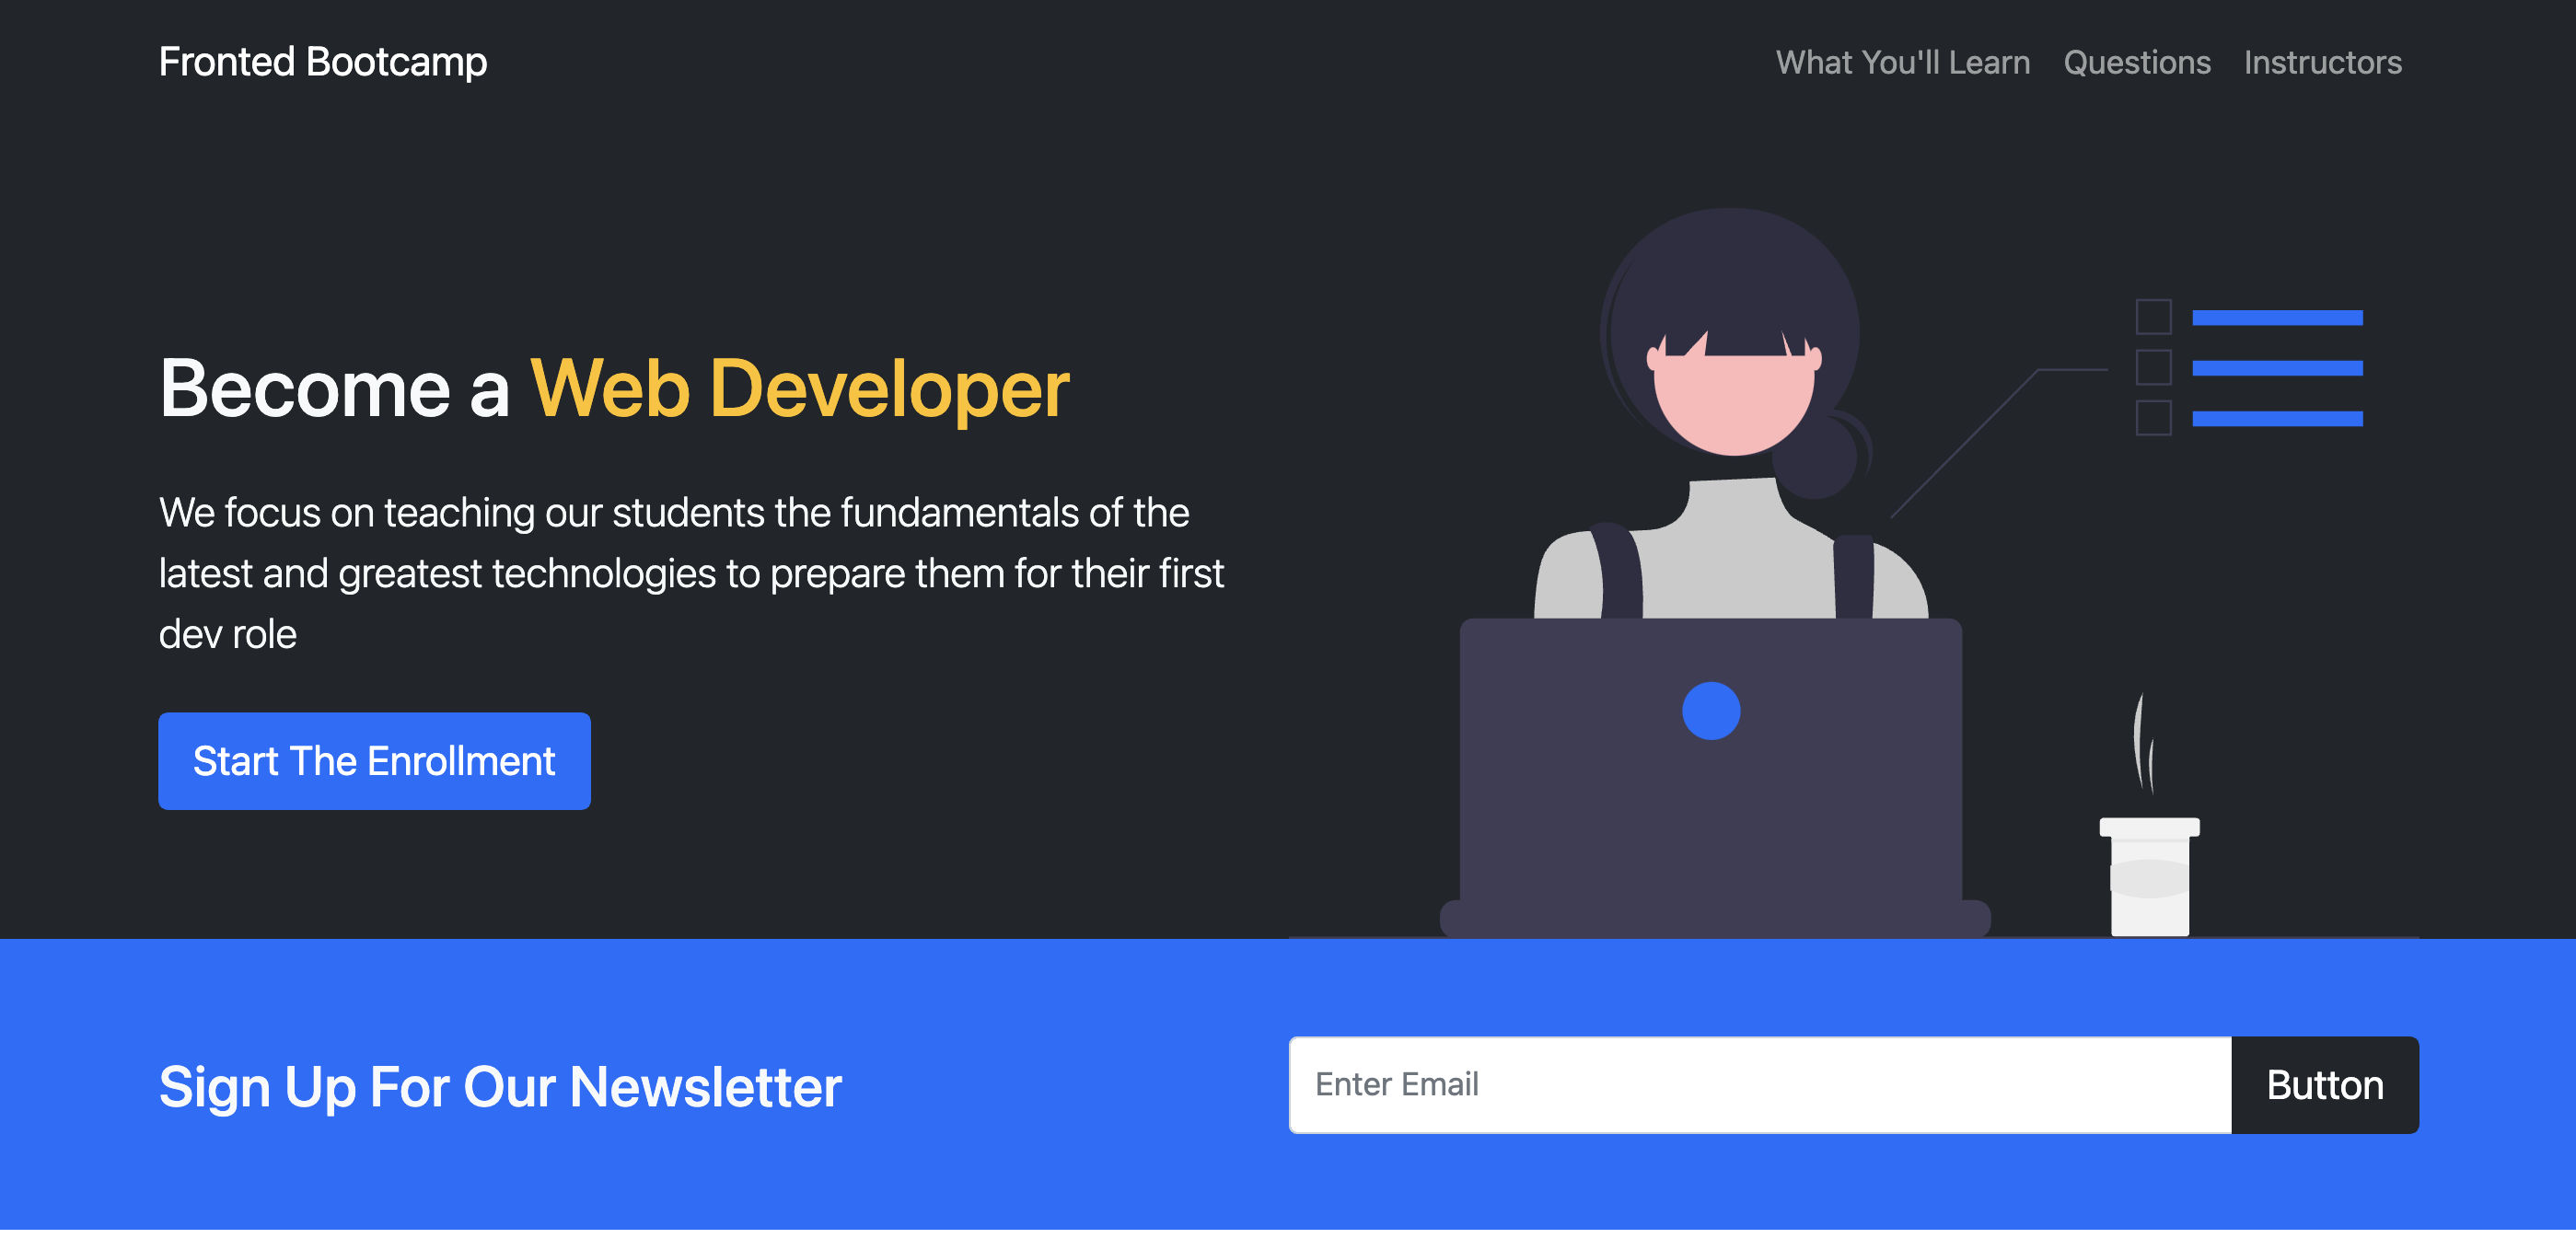 Fronted Bootcamp
What You'll Learn
Questions
Instructors
Become a Web Developer
We focus on teaching our students the fundamentals of the
latest and greatest technologies to prepare them for their first
dev role
Start The Enrollment
Sign Up For Our Newsletter
Enter Email
Button